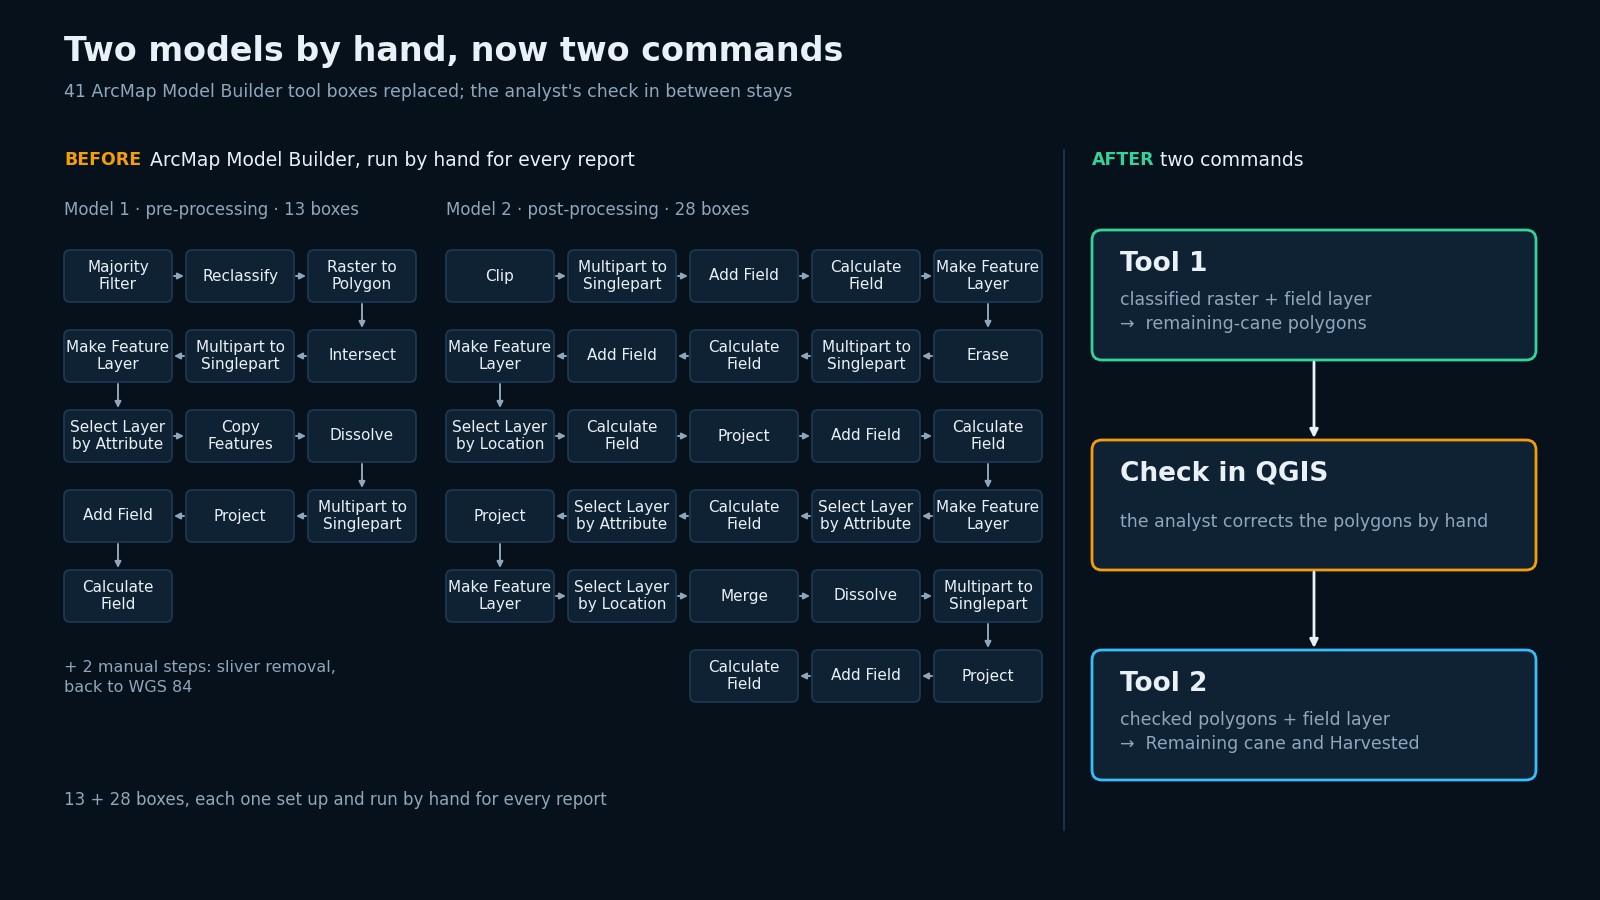 Two models by hand, now two commands
41 ArcMap Model Builder tool boxes replaced; the analyst's check in between stays
BEFORE ArcMap Model Builder, run by hand for every report
Model 1 · pre-processing · 13 boxes
Majority
Filter
Reclassify
Raster to
Polygon
Make Feature
Layer
Multipart to
Singlepart
Intersect
Select Layer
by Attribute
Copy
Features
Dissolve
Add Field
Project
Multipart to
Singlepart
Calculate
Field
+ 2 manual steps: sliver removal,
back to WGS 84
Model 2 · post-processing · 28 boxes
Clip
Multipart to
Singlepart
Add Field
Calculate
Field
Make Feature
Layer
Make Feature
Layer
Add Field
Calculate
Field
Multipart to
Singlepart
Erase
Select Layer
by Location
Calculate
Field
Project
Add Field
Calculate
Field
Project
Select Layer
by Attribute
Calculate
Field
Select Layer
by Attribute
Make Feature
Layer
Make Feature
Layer
Select Layer
by Location
Merge
Dissolve
Multipart to
Singlepart
Calculate
Field
Add Field
Project
13 + 28 boxes, each one set up and run by hand for every report
AFTER two commands
Tool 1
classified raster + field layer
→ remaining-cane polygons
Check in QGIS
the analyst corrects the polygons by hand
Tool 2
checked polygons + field layer
→ Remaining cane and Harvested